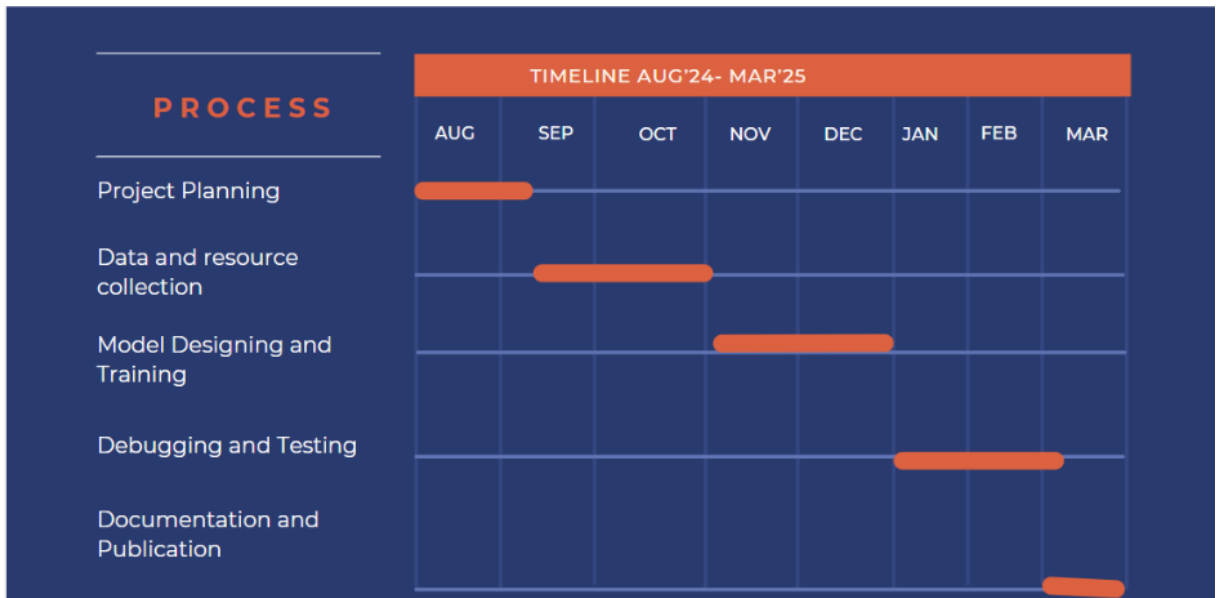 TIMELINE AUG’24- MAR’25
PROCESS
AUG SEP OCT NOV DEC JAN FEB MAR
Project Planning
Data and resource
collection
Model Designing and
Training
Debugging and Testing
Documentation and
Publication